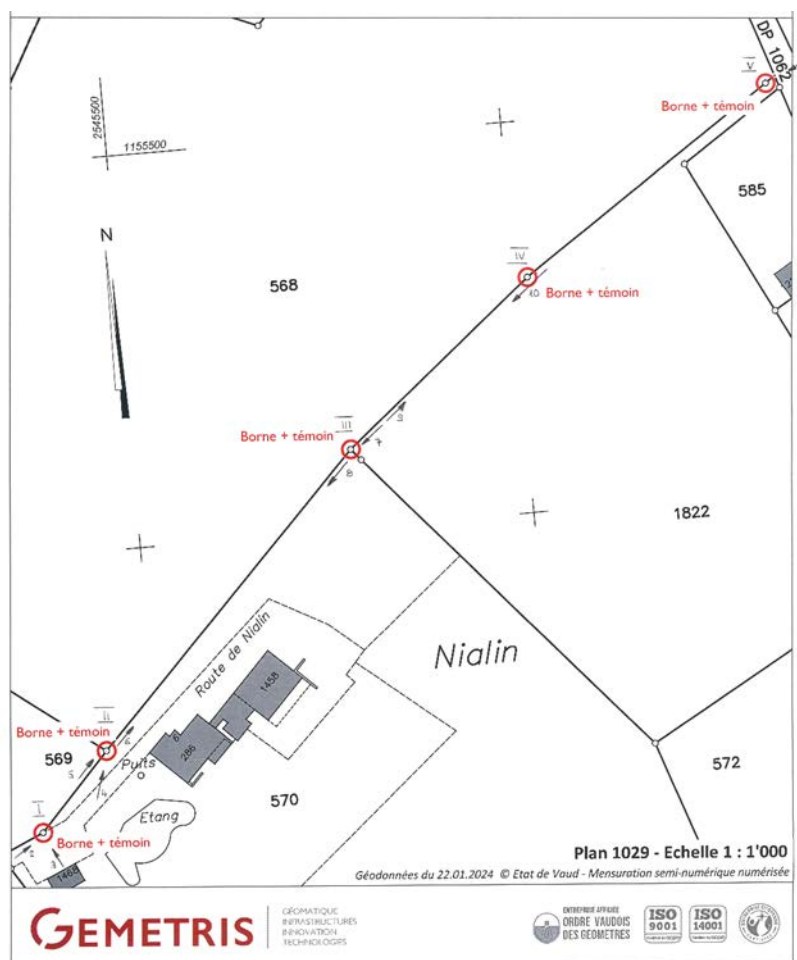 DP 1062
V
Borne + témoin
2545500
1155500
585
N
568
IV
10
Borne + témoin
III
Borne + témoin
7
8
1822
Nialin
Route de Nialin
1458
II
Borne + témoin
6
569
5
6
286
Puits
4
572
570
Etang
I
Borne + témoin
2
3
1468
Plan 1029 - Echelle 1 : 1'000
Géodonnées du 22.01.2024 © Etat de Vaud - Mensuration semi-numérique numérisée
GEMETRIS
GÉOMATIQUE
INFRASTRUCTURES
INNOVATION
TECHNOLOGIES
ENTREPRISE AFFILIÉE
ORDRE VAUDOIS
DES GEOMETRES
ISO
9001
ISO
14001